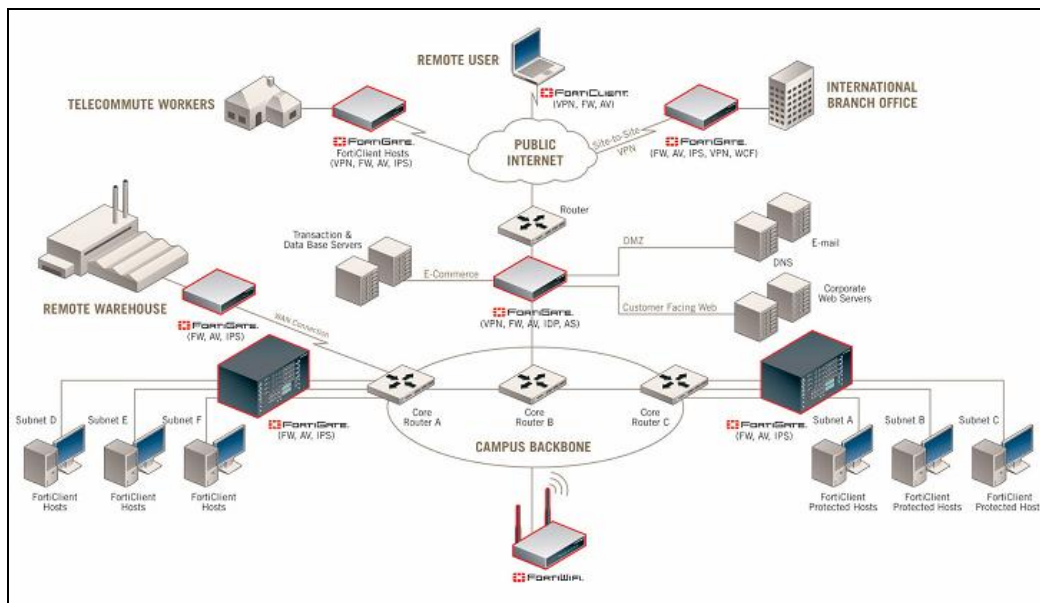 REMOTE USER
FORTICLIENT.
(VPN, FW, AV)
TELECOMMUTE WORKERS
FORTIGATE.
FortiClient Hosts
(VPN, FW, AV, IPS)
INTERNATIONAL
BRANCH OFFICE
FORTIGATE.
(FW, AV, IPS, VPN, WCF)
PUBLIC
INTERNET
Site-to-Site
VPN
Router
Transaction &
Data Base Servers
E-Commerce
DMZ
E-mail
DNS
Customer Facing Web
Corporate
Web Servers
FORTIGATE.
(VPN, FW, AV, IDP, AS)
REMOTE WAREHOUSE
FORTIGATE.
(FW, AV, IPS)
WAN Connection
Subnet D
Subnet E
Subnet F
FORTIGATE.
(FW, AV, IPS)
Core
Router A
Core
Router B
Core
Router C
CAMPUS BACKBONE
FORTIGATE.
(FW, AV, IPS)
Subnet A
Subnet B
Subnet C
FortiClient
Hosts
FortiClient
Hosts
FortiClient
Hosts
FortiClient
Protected Hosts
FortiClient
Protected Hosts
FortiClient
Protected Host
FORTIWIFI.